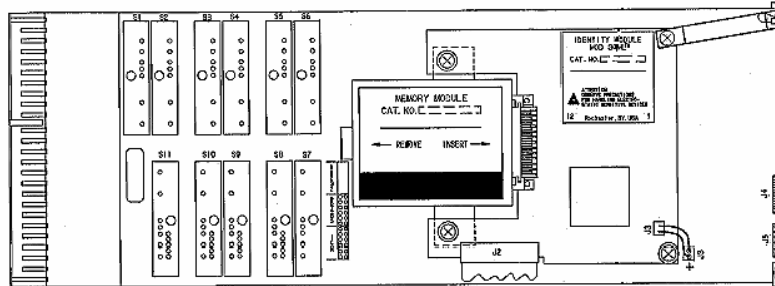 S1 S2 S3 S4 S5 S6
IDENTITY MODULE
CAT. NO.
ATTENTION
Rochester, NY, USA
MEMORY MODULE
CAT. NO.
REMOVE INSERT
S11 S10 S9 S8 S7
J2
J3
J4
J5